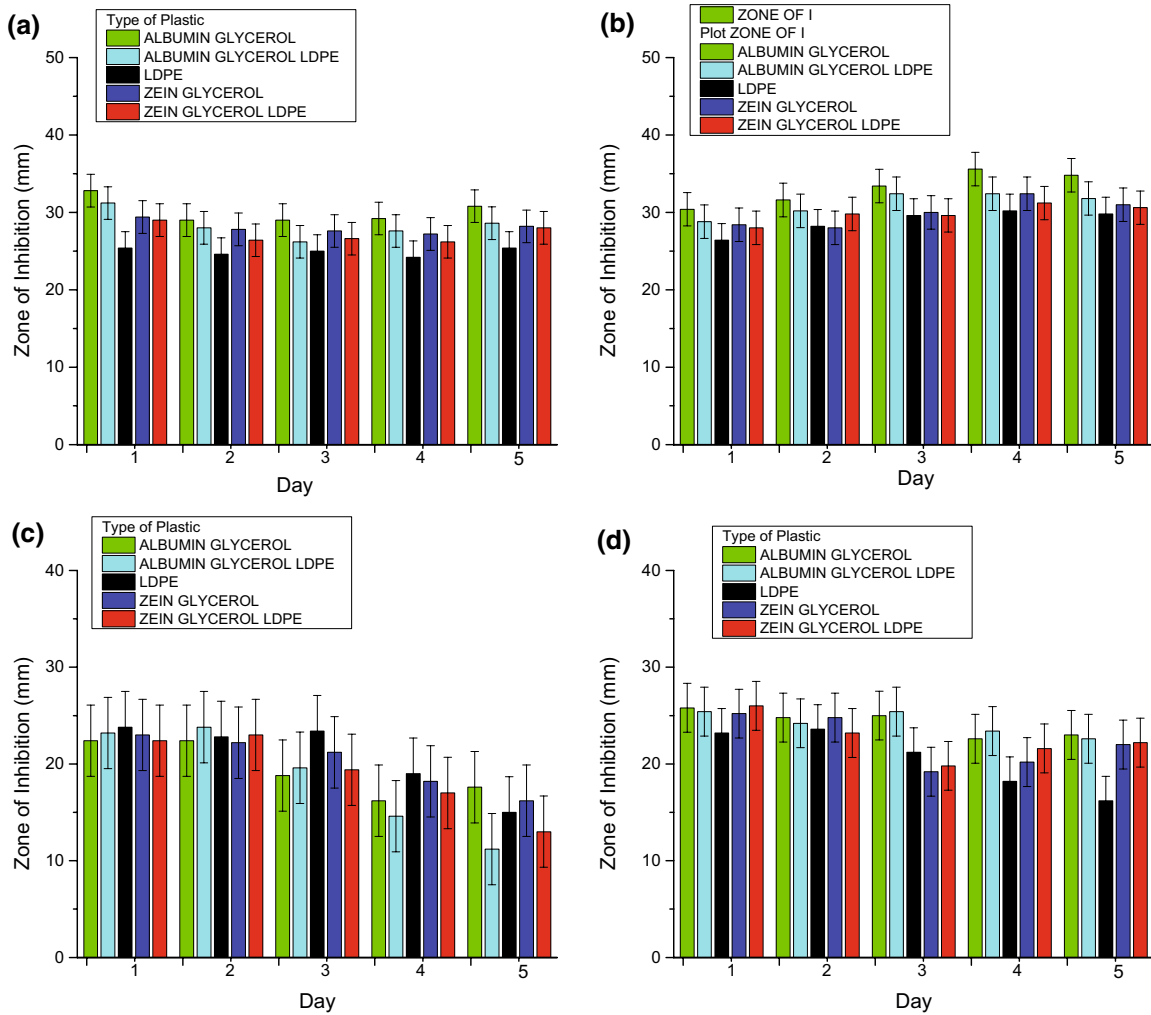 (a)
Type of Plastic
ALBUMIN GLYCEROL
ALBUMIN GLYCEROL LDPE
LDPE
ZEIN GLYCEROL
ZEIN GLYCEROL LDPE
50
40
30
20
10
0
Zone of Inhibition (mm)
1 2 3 4 5
Day
(b)
ZONE OF I
Plot ZONE OF I
ALBUMIN GLYCEROL
ALBUMIN GLYCEROL LDPE
LDPE
ZEIN GLYCEROL
ZEIN GLYCEROL LDPE
50
40
30
20
10
0
Zone of Inhibition (mm)
1 2 3 4 5
Day
(c)
Type of Plastic
ALBUMIN GLYCEROL
ALBUMIN GLYCEROL LDPE
LDPE
ZEIN GLYCEROL
ZEIN GLYCEROL LDPE
40
30
20
10
0
Zone of Inhibition (mm)
1 2 3 4 5
Day
(d)
Type of Plastic
ALBUMIN GLYCEROL
ALBUMIN GLYCEROL LDPE
LDPE
ZEIN GLYCEROL
ZEIN GLYCEROL LDPE
40
30
20
10
0
Zone of Inhibition (mm)
1 2 3 4 5
Day